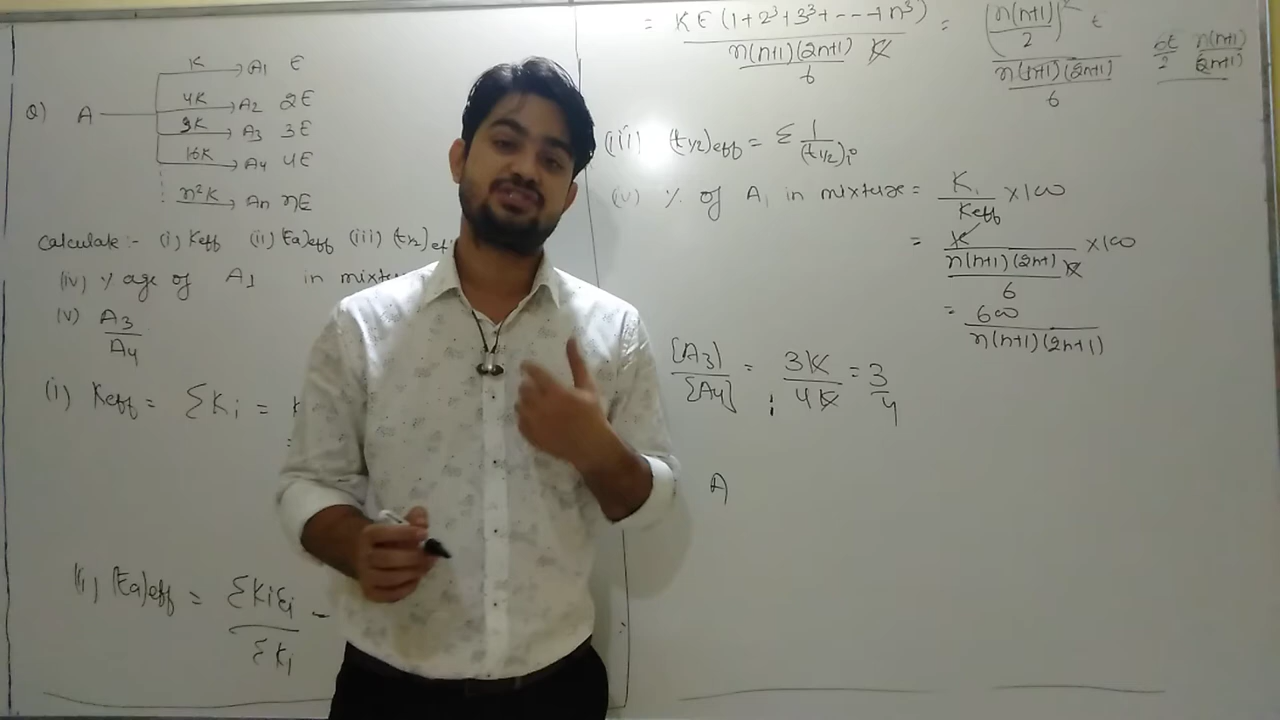 Q) A
K A1 E
4K A2 2E
9K A3 3E
16K A4 4E
n²K An nE
Calculate :- (i) Keff (ii) (Ea)eff (iii) (t½)ef
(iv) % age of A1 in mixtu
(v) A3/A4
(i) Keff = ΣKi = K
=
(ii) (Ea)eff = ΣKiEi/ΣKi -
= KE(1+2³+3³+---+n³)/(n(n+1)(2n+1)/6 K) = (n(n+1)/2)² E/(n(n+1)(2n+1)/6)
(iii) (t½)eff = Σ 1/(t½)i
(iv) % of A1 in mixture = K1/Keff ×100
= K/(n(n+1)(2n+1)K/6) ×100
= 600/(n(n+1)(2n+1))
[A3]/[A4] = 3K/4K = 3/4
A